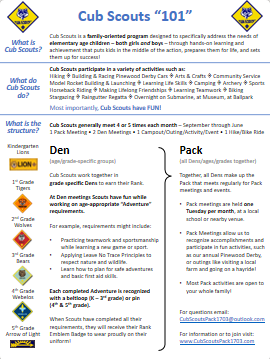 Cub Scouts "101"
What is
Cub Scouts?
Cub Scouts is a family-oriented program designed to specifically address the needs of
elementary age children – both girls and boys – through hands-on learning and
achievement that puts kids in the middle of the action, prepares them for life, and sets
them up for success!
What do
Cub Scouts
do?
Cub Scouts participate in a variety of activities such as:
Hiking ❖ Building & Racing Pinewood Derby Cars ❖ Arts & Crafts ❖ Community Service
Model Rocket Building & Launching ❖ Learning Life Skills ❖ Camping ❖ Archery ❖ Sports
Horseback Riding ❖ Making Lifelong Friendships ❖ Learning Teamwork ❖ Biking
Stargazing ❖ Raingutter Regatta ❖ Overnight on Submarine, at Museum, at Ballpark
Most importantly, Cub Scouts have FUN!
What is the
structure?
Cub Scouts generally meet 4 or 5 times each month – September through June
1 Pack Meeting • 2 Den Meetings • 1 Campout/Outing/Activity/Event • 1 Hike/Bike Ride
Kindergarten
Lions
LION
1st Grade
Tigers
2nd Grade
Wolves
3rd Grade
Bears
4th Grade
Webelos
5th Grade
Arrow of Light
Den
(age/grade-specific groups)
Cub Scouts work together in
grade specific Dens to earn their Rank.
At Den meetings Scouts have fun while
working on age-appropriate "Adventure"
requirements.
For example, requirements might include:
• Practicing teamwork and sportsmanship
while learning a new game or sport.
• Applying Leave No Trace Principles to
respect nature and wildlife.
• Learn how to plan for safe adventures
and basic first aid skills.
Each completed Adventure is recognized
with a beltloop (K – 3rd grade) or pin
(4th & 5th grade).
When Scouts have completed all their
requirements, they will receive their Rank
Emblem Badge to wear proudly on their
uniform!
Pack
(all Dens/ages/grades together)
Together, all Dens make up the
Pack that meets regularly for Pack
meetings and events.
• Pack meetings are held one
Tuesday per month, at a local
school or nearby venue.
• Pack Meetings allow us to
recognize accomplishments and
participate in fun activities, such
as our annual Pinewood Derby,
or outings like visiting a local
farm and going on a hayride!
• Most Pack activities are open to
your whole family!
For questions email:
CubScoutsPack1703@outlook.com
For information or to join visit:
www.CubScoutsPack1703.com